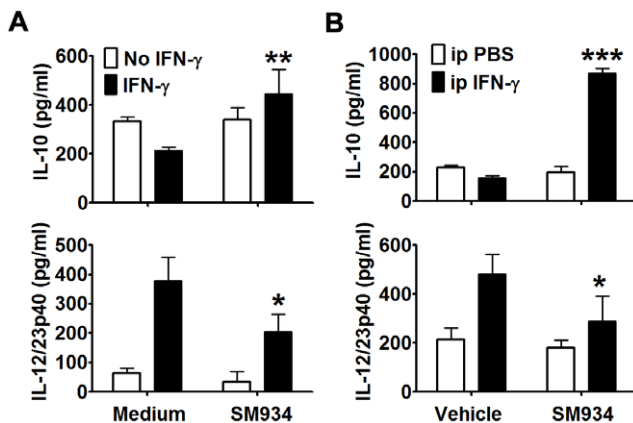 A
No IFN-γ
IFN-γ
**
IL-10 (pg/ml)
600
400
200
0
IL-12/23p40 (pg/ml)
500
400
300
200
100
0
*
Medium
SM934
B
ip PBS
ip IFN-γ
***
IL-10 (pg/ml)
1000
800
600
400
200
0
IL-12/23p40 (pg/ml)
600
400
200
0
*
Vehicle
SM934